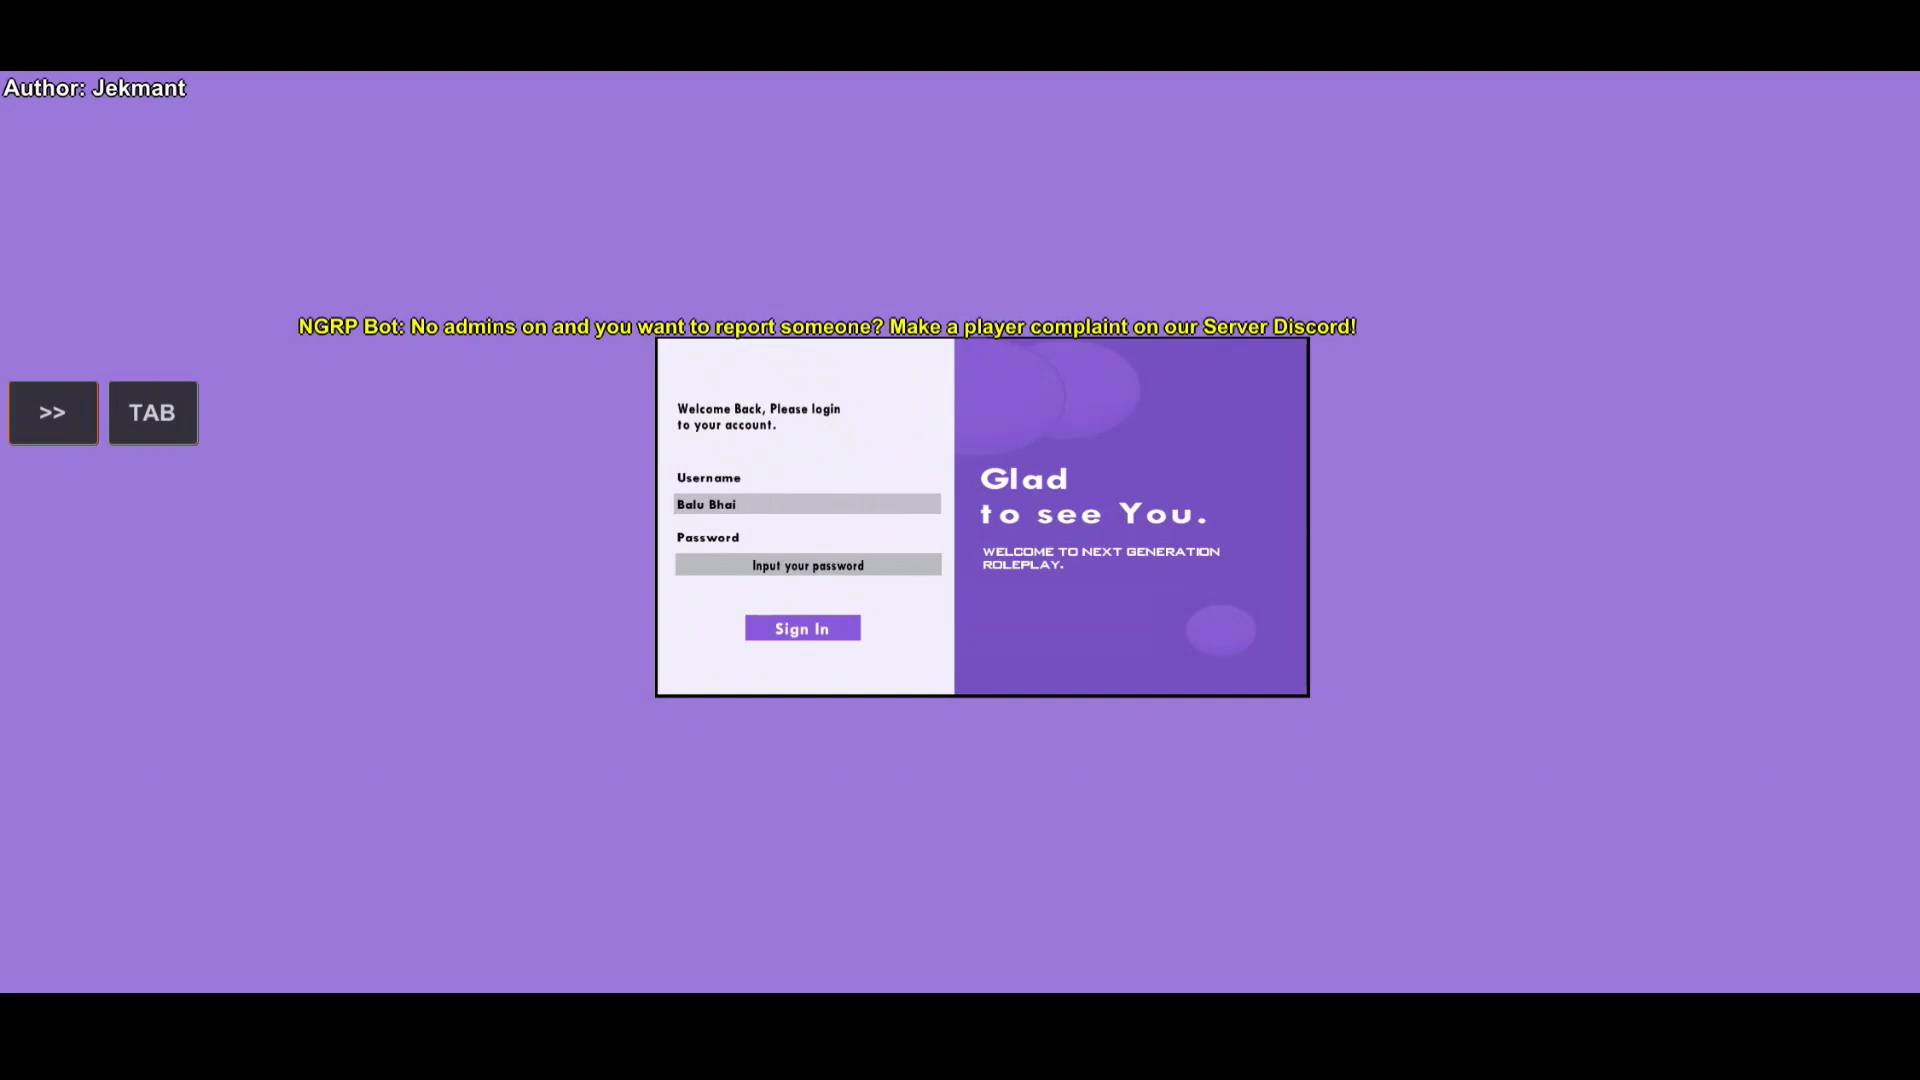 Author: Jekmant
NGRP Bot: No admins on and you want to report someone? Make a player complaint on our Server Discord!
>>
TAB
Welcome Back, Please login
to your account.
Username
Balu Bhai
Password
Input your password
Sign In
Glad
to see You.
WELCOME TO NEXT GENERATION
ROLEPLAY.